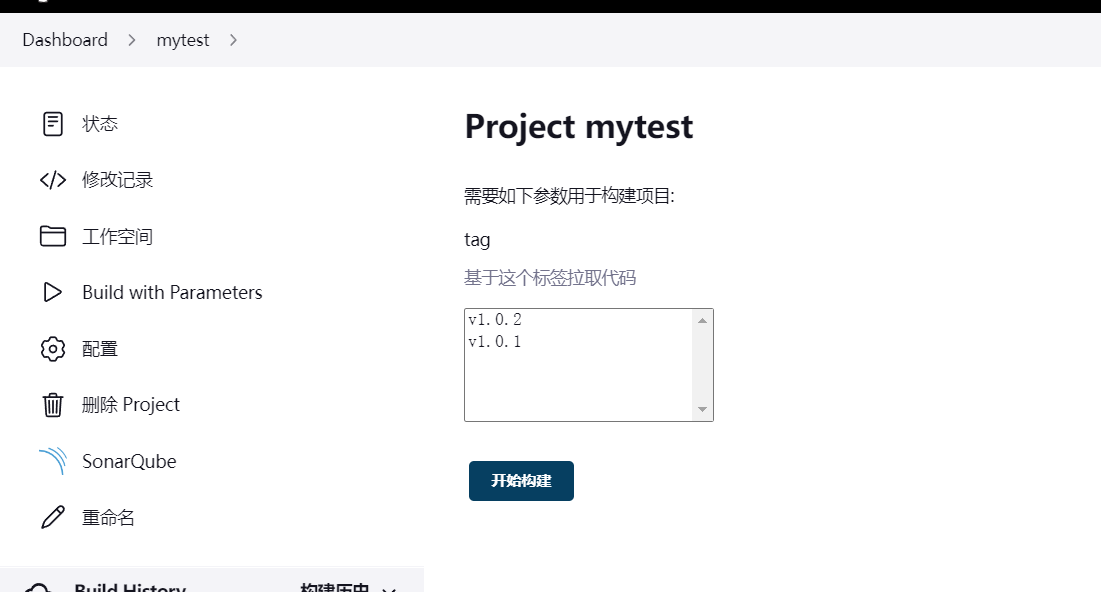 Dashboard > mytest >
状态
修改记录
工作空间
Build with Parameters
配置
删除 Project
SonarQube
重命名
Build History 构建历史
Project mytest
需要如下参数用于构建项目:
tag
基于这个标签拉取代码
v1.0.2
v1.0.1
开始构建